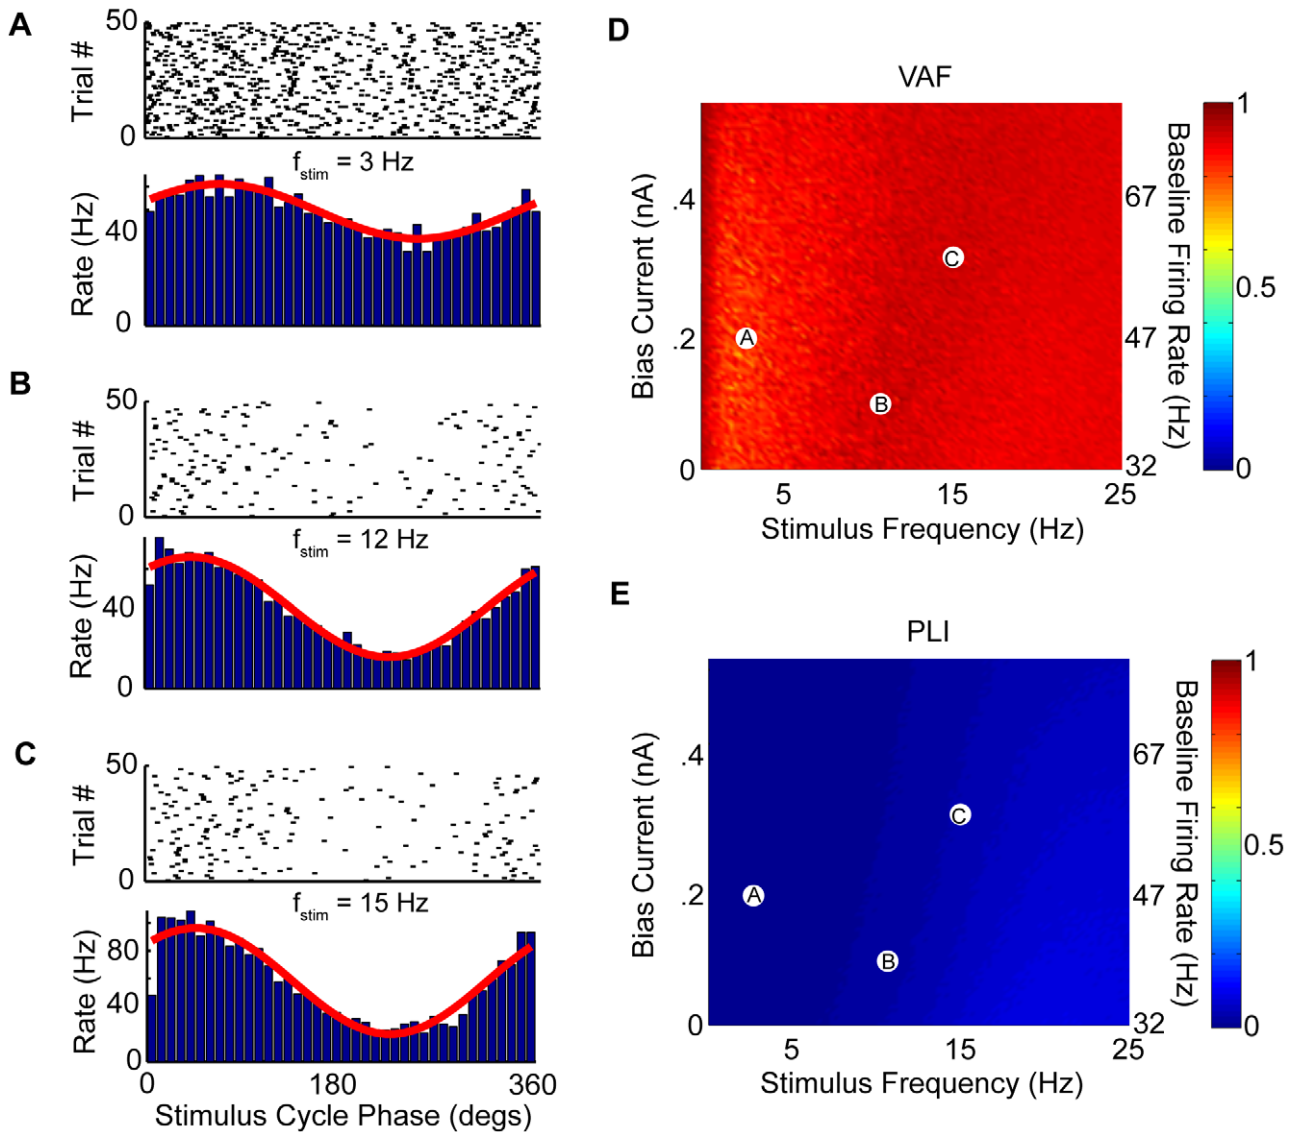 A
50
Trial #
0
f_stim = 3 Hz
Rate (Hz)
40
0
B
50
Trial #
0
f_stim = 12 Hz
Rate (Hz)
40
0
C
50
Trial #
0
f_stim = 15 Hz
Rate (Hz)
80
40
0
0 180 360
Stimulus Cycle Phase (degs)
D
VAF
Bias Current (nA)
.4
.2
0
A
B
C
67
47
32
Baseline Firing Rate (Hz)
1
0.5
0
5 15 25
Stimulus Frequency (Hz)
E
PLI
Bias Current (nA)
.4
.2
0
A
B
C
67
47
32
Baseline Firing Rate (Hz)
1
0.5
0
5 15 25
Stimulus Frequency (Hz)